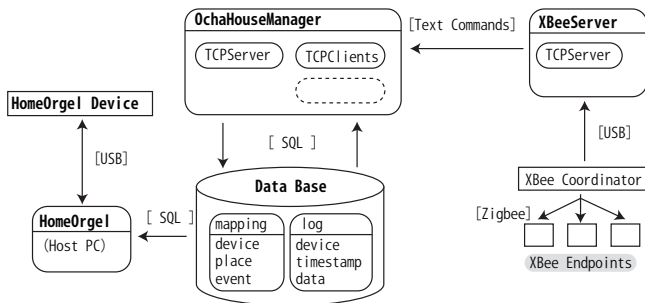 OchaHouseManager
TCPServer
TCPClients
[Text Commands]
XBeeServer
TCPServer
HomeOrgel Device
[USB]
[ SQL ]
[USB]
Data Base
XBee Coordinator
HomeOrgel
(Host PC)
[ SQL ]
mapping
device
place
event
log
device
timestamp
data
[Zigbee]
XBee Endpoints